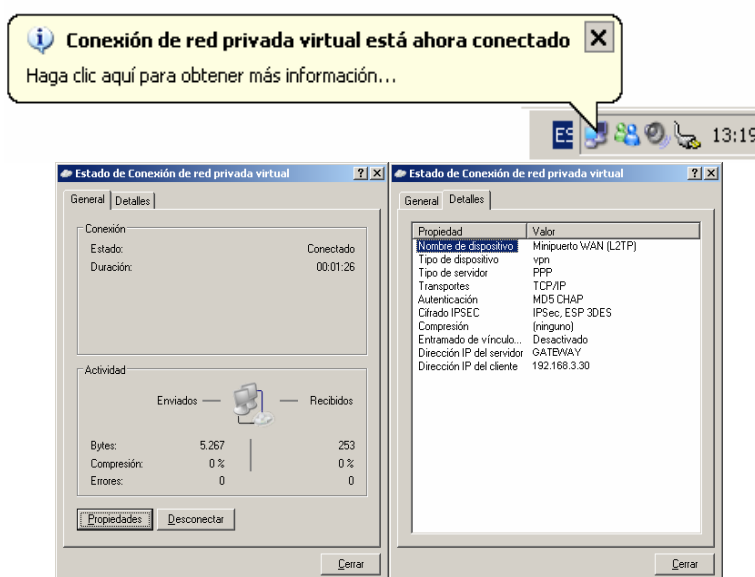 Conexión de red privada virtual está ahora conectado
Haga clic aquí para obtener más información...
ES 13:19
Estado de Conexión de red privada virtual
General Detalles
Conexión
Estado: Conectado
Duración: 00:01:26
Actividad
Enviados Recibidos
Bytes: 5.267 253
Compresión: 0 % 0 %
Errores: 0 0
Propiedades Desconectar
Cerrar
Estado de Conexión de red privada virtual
General Detalles
Propiedad Valor
Nombre de dispositivo Minipuerto WAN (L2TP)
Tipo de dispositivo vpn
Tipo de servidor PPP
Transportes TCP/IP
Autenticación MD5 CHAP
Cifrado IPSEC IPSec, ESP 3DES
Compresión (ninguno)
Entramado de vínculo... Desactivado
Dirección IP del servidor GATEWAY
Dirección IP del cliente 192.168.3.30
Cerrar